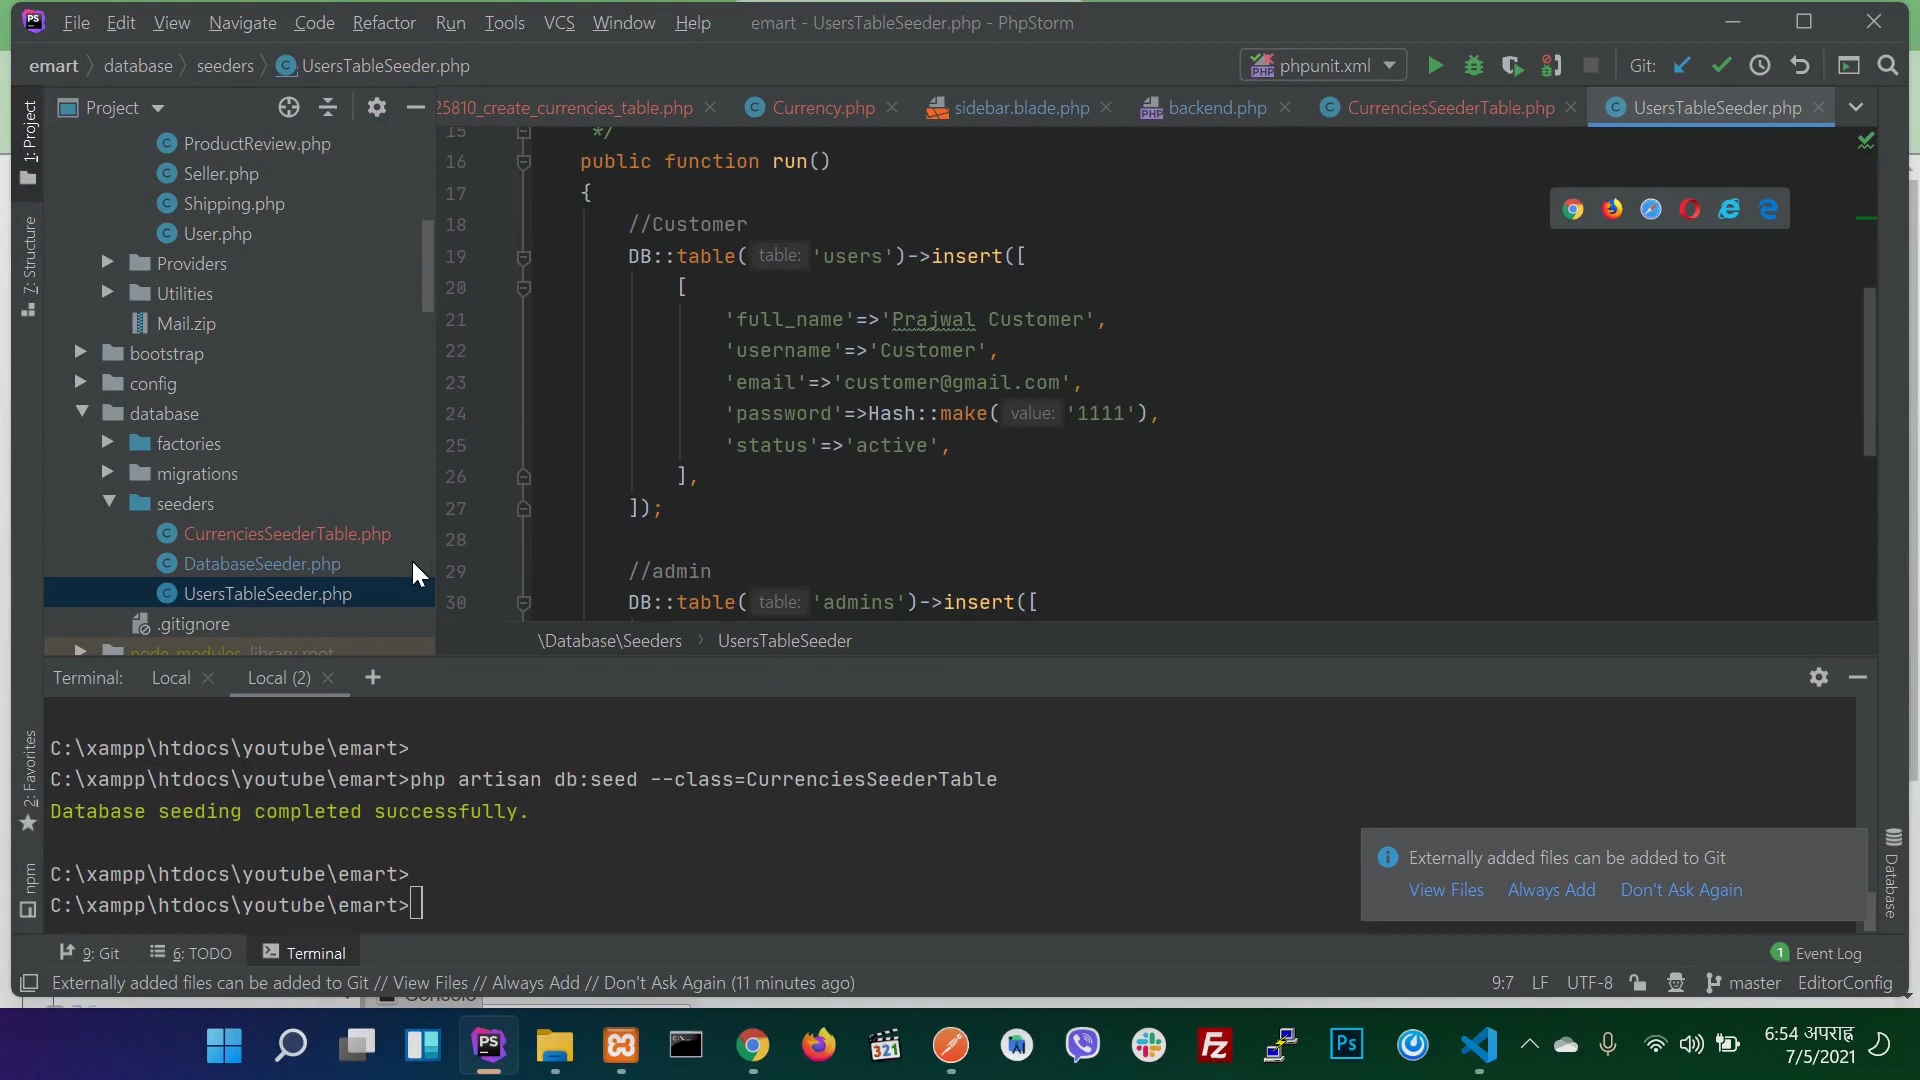 File Edit View Navigate Code Refactor Run Tools VCS Window Help emart - UsersTableSeeder.php - PhpStorm
emart database seeders UsersTableSeeder.php phpunit.xml Git:
Project
25810_create_currencies_table.php Currency.php sidebar.blade.php backend.php CurrenciesSeederTable.php UsersTableSeeder.php
1: Project
7: Structure
2: Favorites
npm
ProductReview.php
Seller.php
Shipping.php
User.php
Providers
Utilities
Mail.zip
bootstrap
config
database
factories
migrations
seeders
CurrenciesSeederTable.php
DatabaseSeeder.php
UsersTableSeeder.php
.gitignore
node_modules library root
15 */
16 public function run()
17 {
18 //Customer
19 DB::table( table: 'users')->insert([
20 [
21 'full_name'=>'Prajwal Customer',
22 'username'=>'Customer',
23 'email'=>'customer@gmail.com',
24 'password'=>Hash::make( value: '1111'),
25 'status'=>'active',
26 ],
27 ]);
28
29 //admin
30 DB::table( table: 'admins')->insert([
\Database\Seeders UsersTableSeeder
Terminal: Local Local (2)
C:\xampp\htdocs\youtube\emart>
C:\xampp\htdocs\youtube\emart>php artisan db:seed --class=CurrenciesSeederTable
Database seeding completed successfully.
C:\xampp\htdocs\youtube\emart>
C:\xampp\htdocs\youtube\emart>
Externally added files can be added to Git
View Files Always Add Don't Ask Again
Database
9: Git 6: TODO Terminal 1 Event Log
Externally added files can be added to Git // View Files // Always Add // Don't Ask Again (11 minutes ago) 9:7 LF UTF-8 master EditorConfig
Console
PS 321 Fz Ps
6:54 अपराह्न
7/5/2021